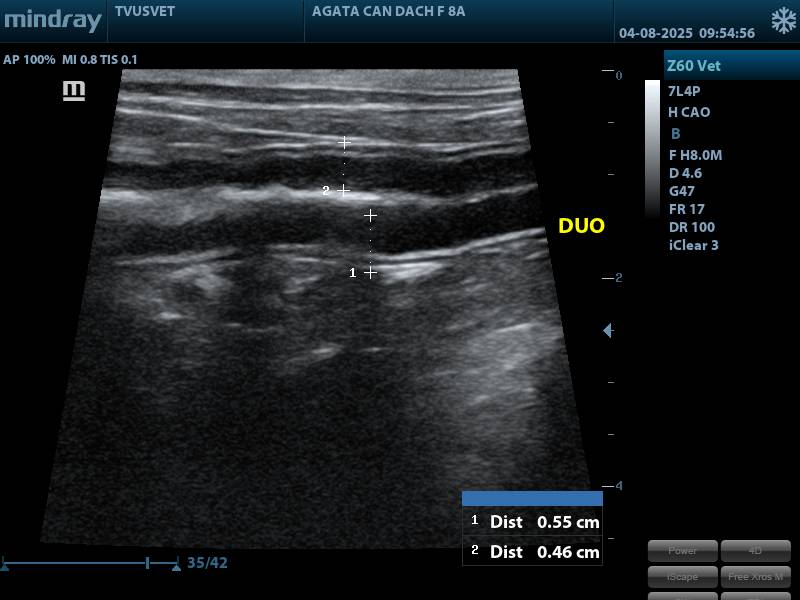 mindray
TVUSVET
AGATA CAN DACH F 8A
04-08-2025 09:54:56
AP 100% MI 0.8 TIS 0.1
m
Z60 Vet
7L4P
H CAO
B
F H8.0M
D 4.6
G47
FR 17
DR 100
iClear 3
0
2
DUO
1
2
4
1 Dist 0.55 cm
2 Dist 0.46 cm
35/42
Power
4D
iScape
Free Xros M